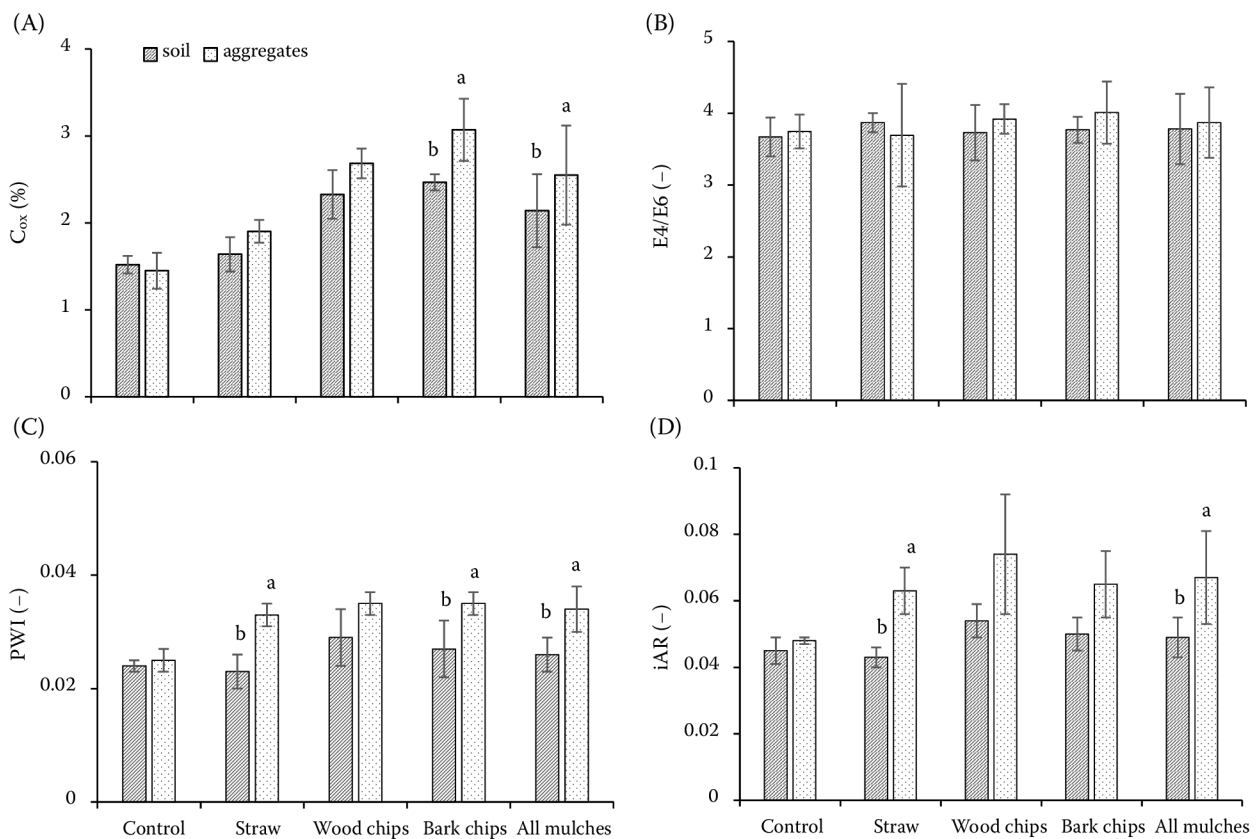 (A)
4
3
2
1
0
Cox (%)
soil
aggregates
b
a
b
a
(B)
5
4
3
2
1
0
E4/E6 (−)
(C)
0.06
0.04
0.02
0
PWI (−)
b
a
b
a
b
a
Control
Straw
Wood chips
Bark chips
All mulches
(D)
0.1
0.08
0.06
0.04
0.02
0
iAR (−)
b
a
b
a
Control
Straw
Wood chips
Bark chips
All mulches